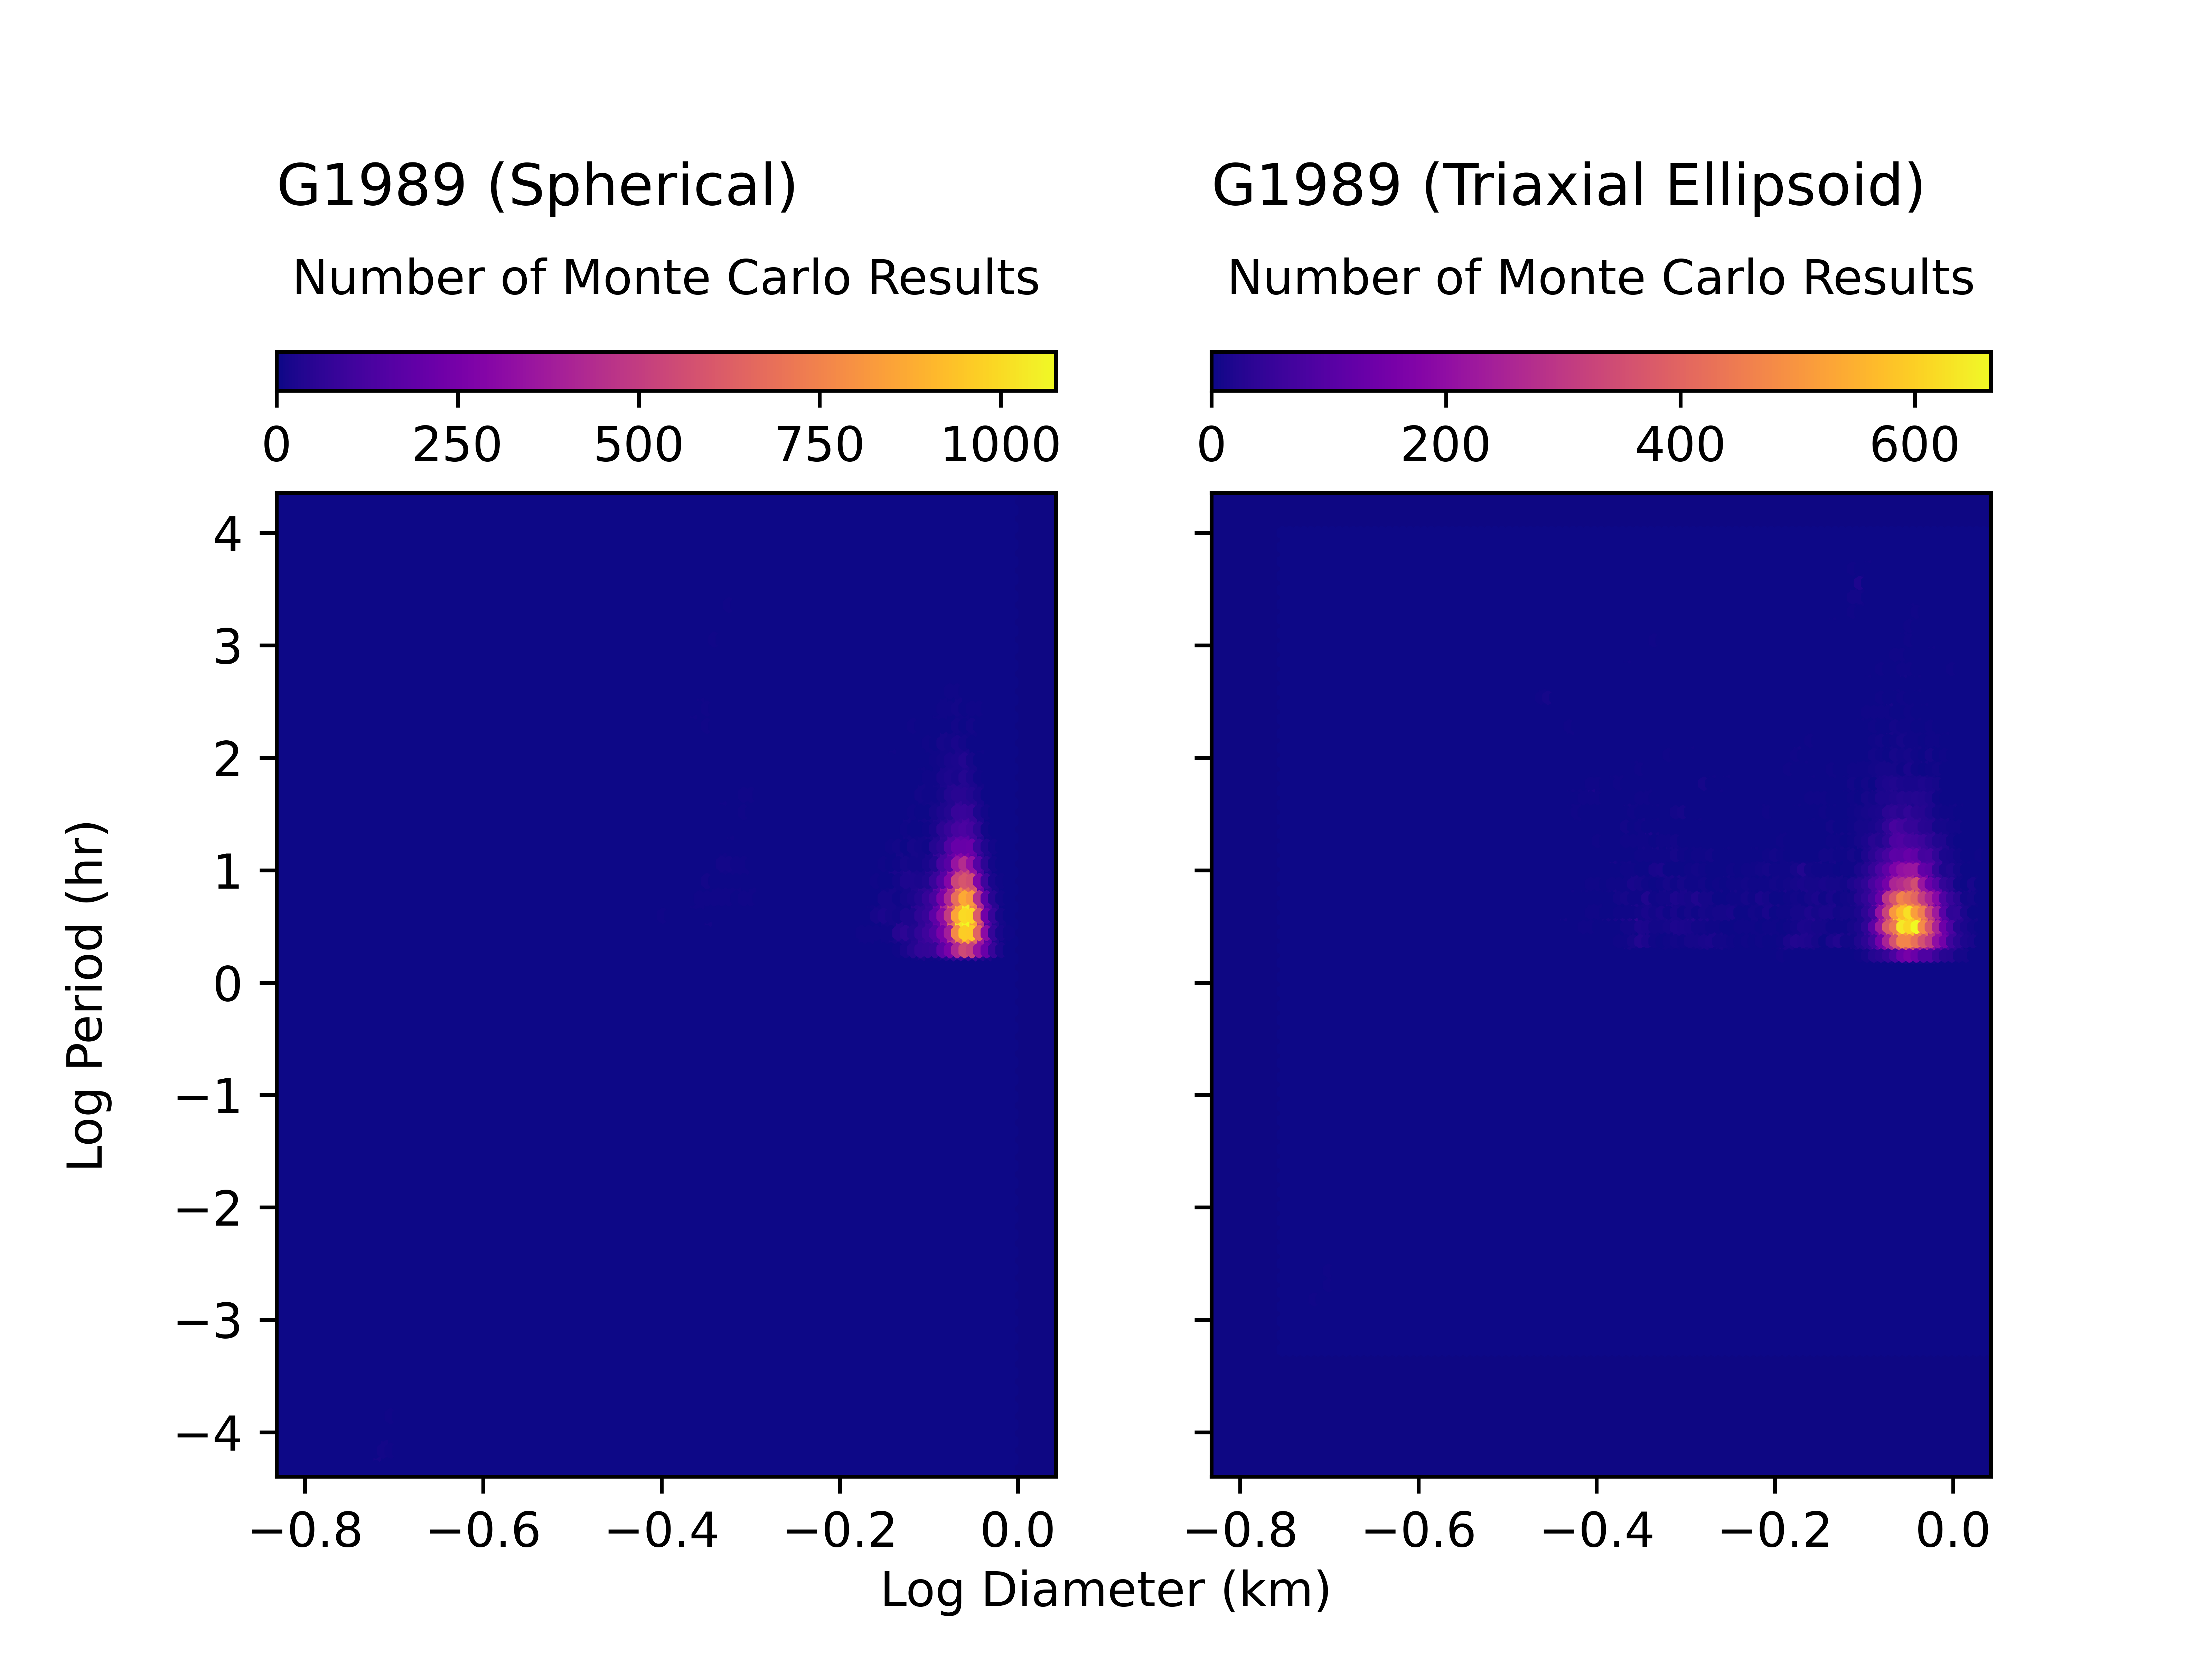 G1989 (Spherical)
Number of Monte Carlo Results
0 250 500 750 1000
G1989 (Triaxial Ellipsoid)
Number of Monte Carlo Results
0 200 400 600
Log Period (hr)
4
3
2
1
0
−1
−2
−3
−4
−0.8 −0.6 −0.4 −0.2 0.0
−0.8 −0.6 −0.4 −0.2 0.0
Log Diameter (km)